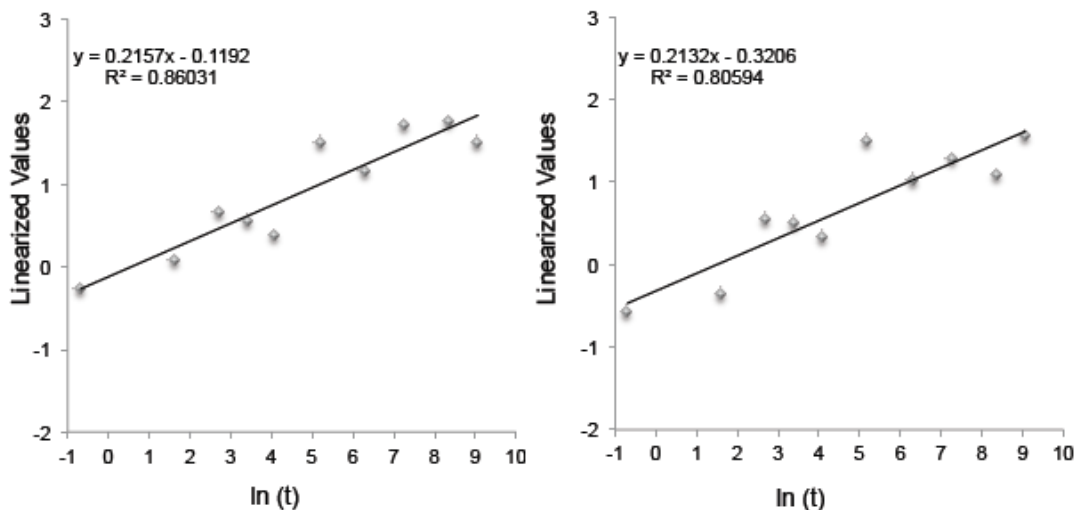 3
2
1
0
-1
-2
Linearized Values
y = 0.2157x - 0.1192
R² = 0.86031
-1 0 1 2 3 4 5 6 7 8 9 10
ln (t)
3
2
1
0
-1
-2
Linearized Values
y = 0.2132x - 0.3206
R² = 0.80594
-1 0 1 2 3 4 5 6 7 8 9 10
ln (t)